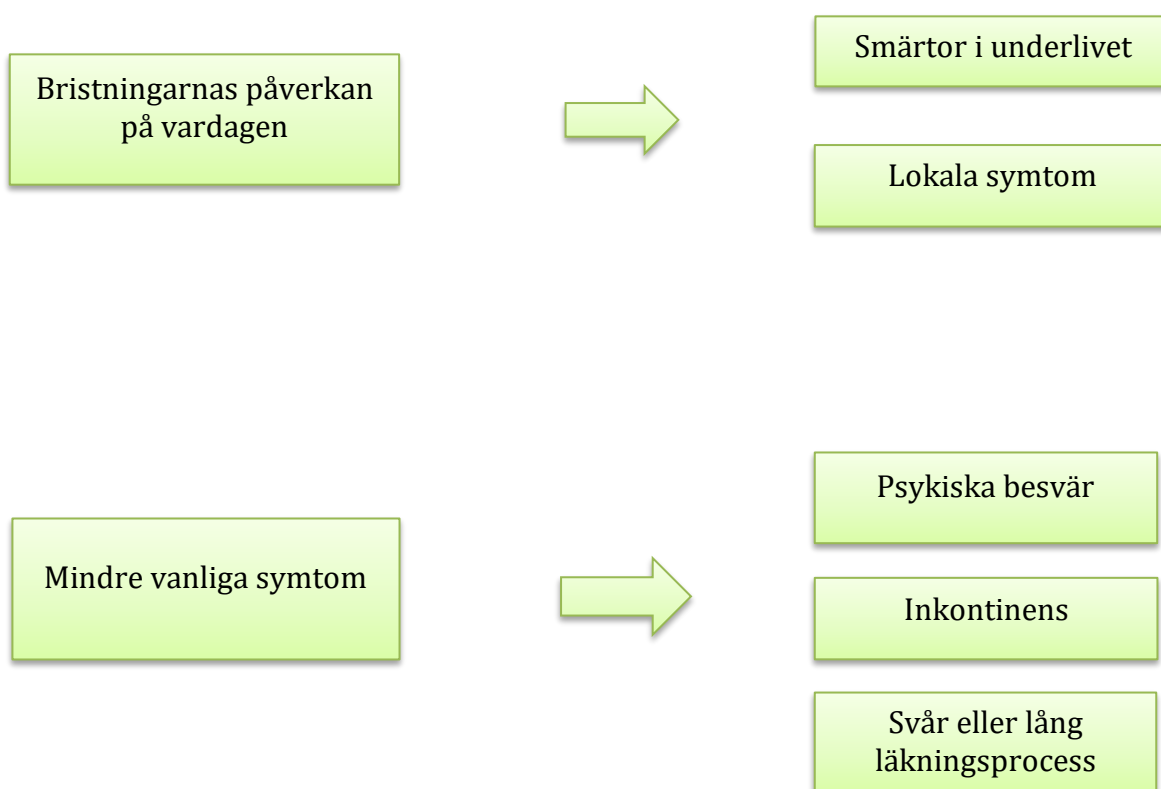 Bristningarnas påverkan
på vardagen
Smärtor i underlivet
Lokala symtom
Mindre vanliga symtom
Psykiska besvär
Inkontinens
Svår eller lång
läkningsprocess